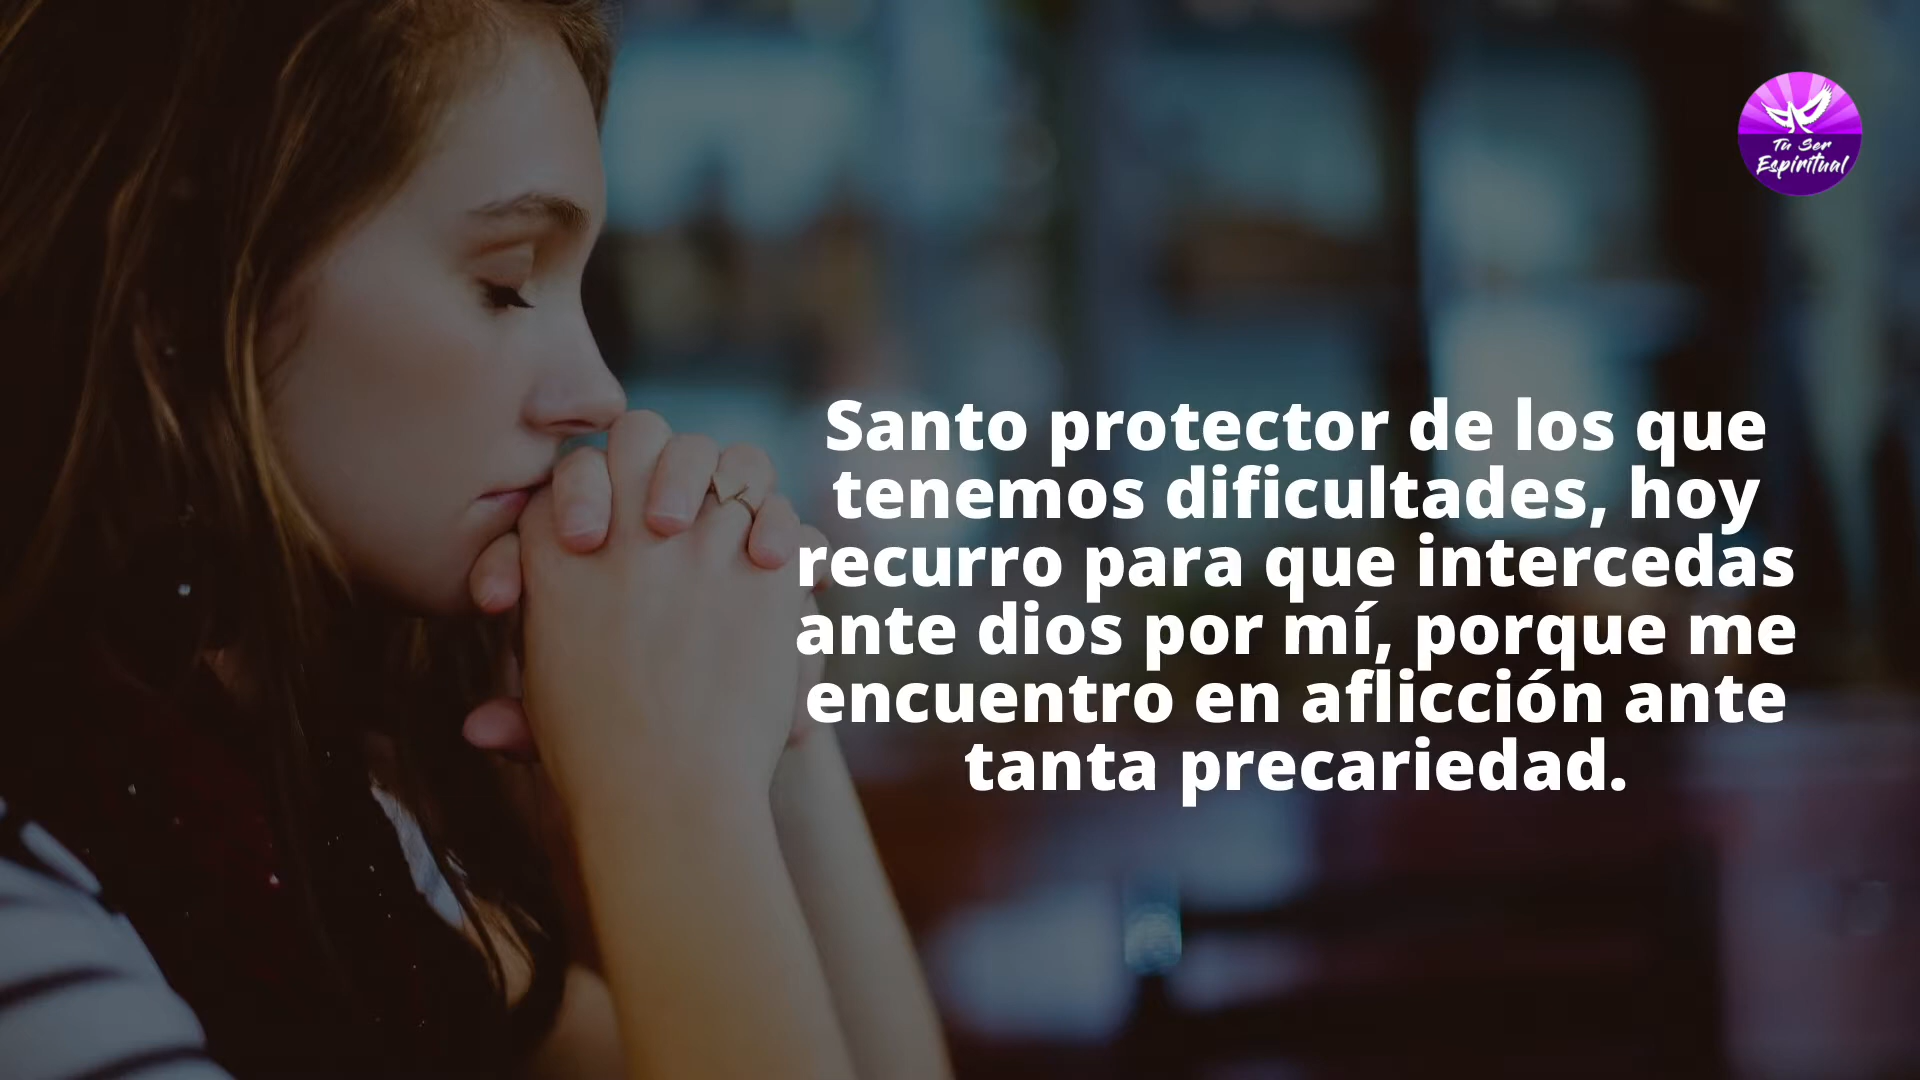 Tu Ser
Espiritual
Santo protector de los que
tenemos dificultades, hoy
recurro para que intercedas
ante dios por mí, porque me
encuentro en aflicción ante
tanta precariedad.